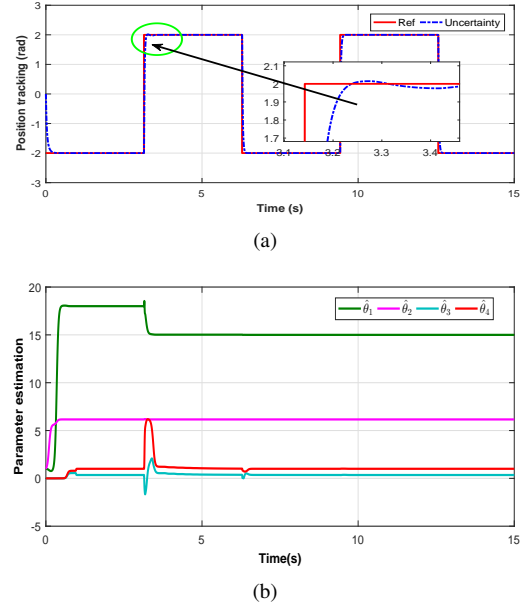 3
2
1
0
-1
-2
-3
Position tracking (rad)
Ref Uncertainty
2.1
2
1.9
1.8
1.7
3.1 3.2 3.3 3.4
0 5 10 15
Time (s)
(a)
20
15
10
5
0
-5
Parameter estimation
θ̂₁ θ̂₂ θ̂₃ θ̂₄
0 5 10 15
Time(s)
(b)